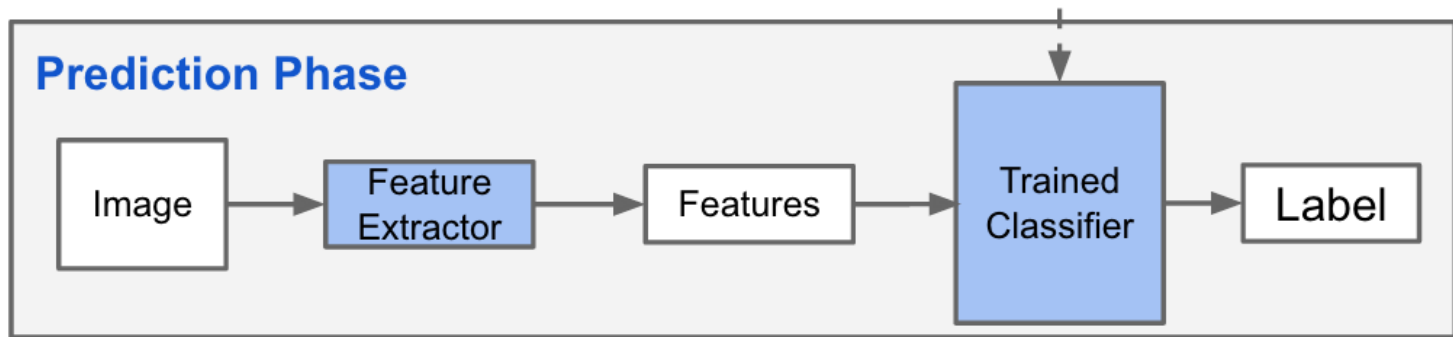 Prediction Phase
Image
Feature
Extractor
Features
Trained
Classifier
Label